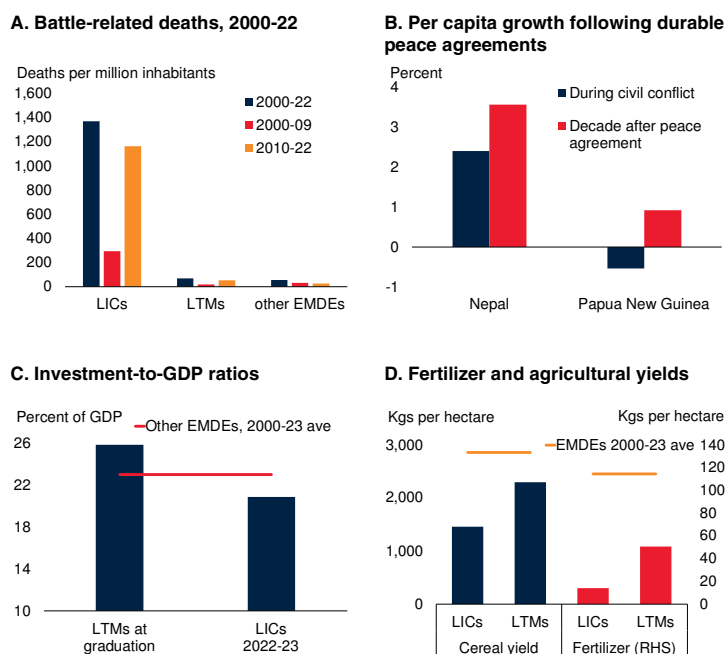 A. Battle-related deaths, 2000-22
Deaths per million inhabitants
1,600
1,400
1,200
1,000
800
600
400
200
0
2000-22
2000-09
2010-22
LICs LTMs other EMDEs
B. Per capita growth following durable
peace agreements
Percent
4
3
2
1
0
-1
During civil conflict
Decade after peace
agreement
Nepal Papua New Guinea
C. Investment-to-GDP ratios
Percent of GDP
Other EMDEs, 2000-23 ave
26
22
18
14
10
LTMs at
graduation
LICs
2022-23
D. Fertilizer and agricultural yields
Kgs per hectare Kgs per hectare
EMDEs 2000-23 ave
3,000
2,000
1,000
0
140
120
100
80
60
40
20
0
LICs LTMs LICs LTMs
Cereal yield Fertilizer (RHS)